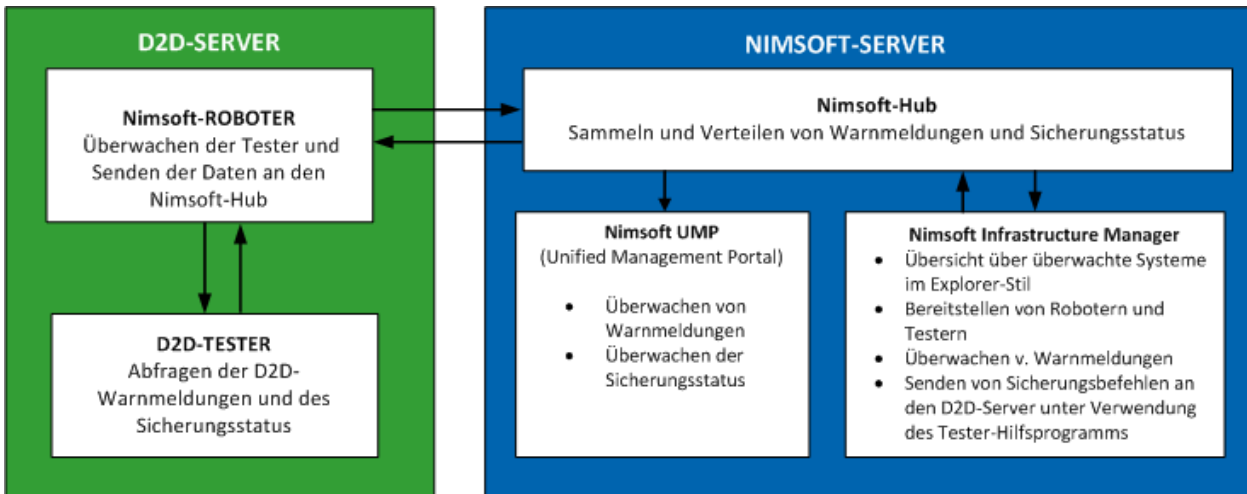 D2D-SERVER
Nimsoft-ROBOTER
Überwachen der Tester und
Senden der Daten an den
Nimsoft-Hub
D2D-TESTER
Abfragen der D2D-
Warnmeldungen und des
Sicherungsstatus
NIMSOFT-SERVER
Nimsoft-Hub
Sammeln und Verteilen von Warnmeldungen und Sicherungsstatus
Nimsoft UMP
(Unified Management Portal)
• Überwachen von
Warnmeldungen
• Überwachen der
Sicherungsstatus
Nimsoft Infrastructure Manager
• Übersicht über überwachte Systeme
im Explorer-Stil
• Bereitstellen von Robotern und
Testern
• Überwachen v. Warnmeldungen
• Senden von Sicherungsbefehlen an
den D2D-Server unter Verwendung
des Tester-Hilfsprogramms